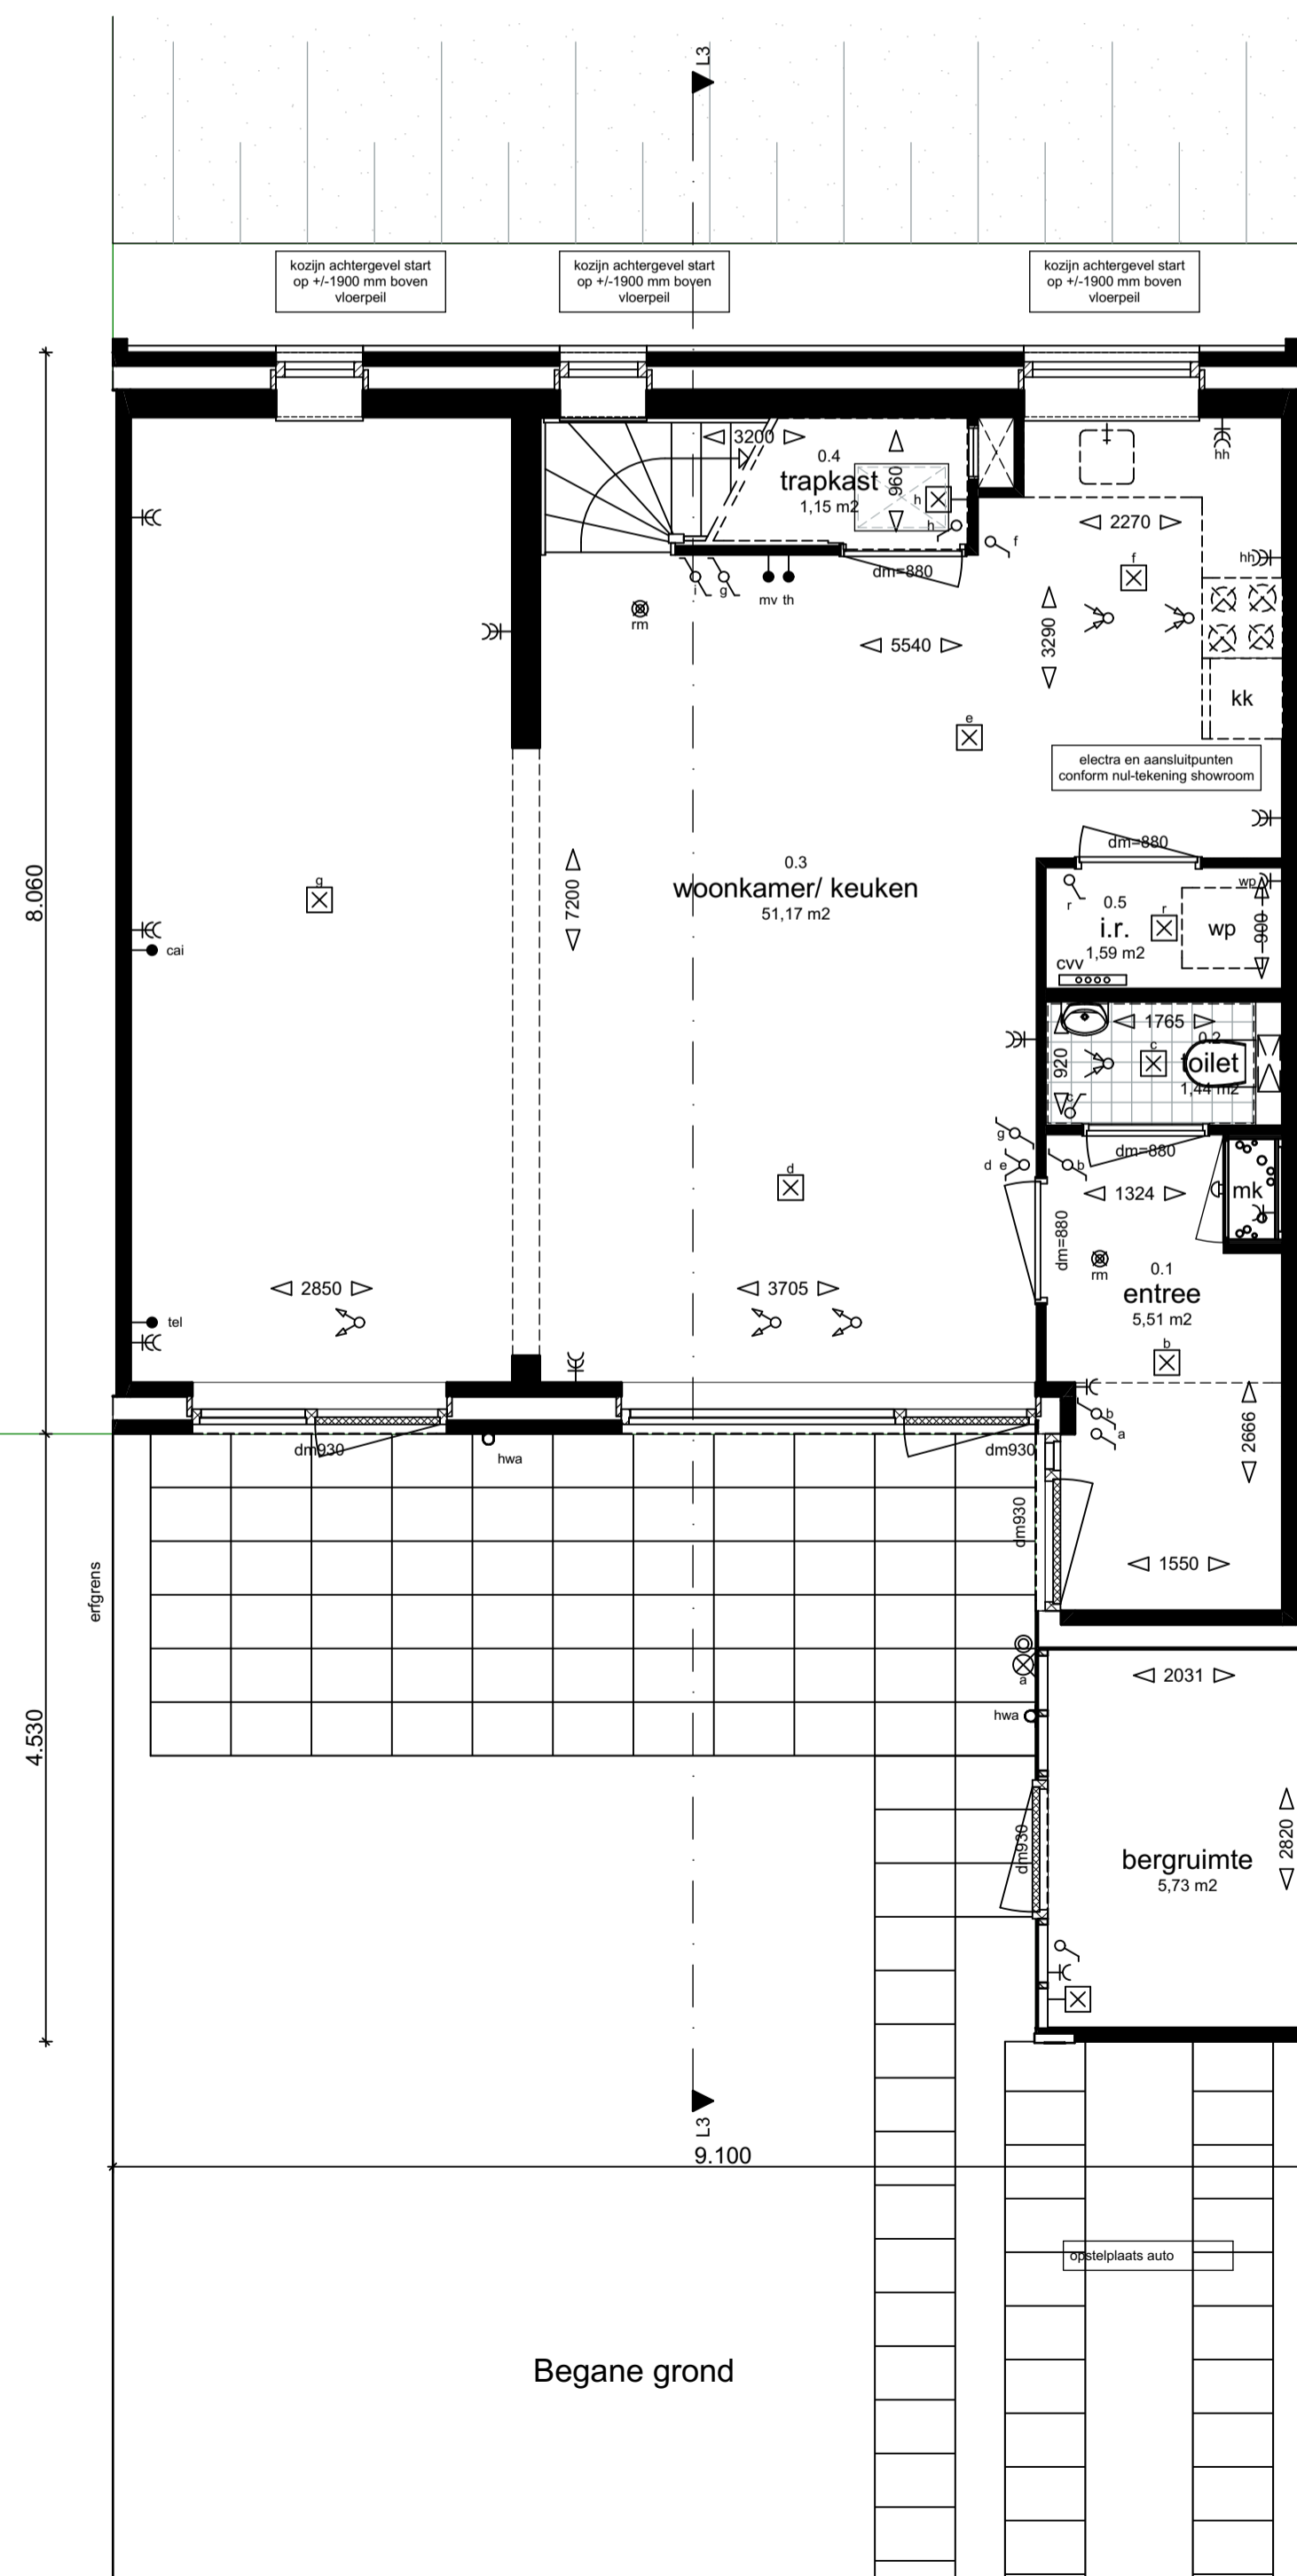 L3
kozijn achtergevel start
op +/-1900 mm boven
vloerpeil
kozijn achtergevel start
op +/-1900 mm boven
vloerpeil
kozijn achtergevel start
op +/-1900 mm boven
vloerpeil
3200
0.4
trapkast
1,15 m2
960
h
h
hh
2270
f
f
hh
dm=880
i
g
mv th
rm
5540
3290
kk
e
electra en aansluitpunten
conform nul-tekening showroom
dm=880
8.060
g
7200
0.3
woonkamer/ keuken
51,17 m2
r
0.5
i.r.
1,59 m2
r
wp
wp
900
cvv
cai
1765
0.2
toilet
1,44 m2
920
c
c
g
d e
b
dm=880
1324
mk
d
dm=880
rm
0.1
entree
5,51 m2
b
2850
3705
tel
b
a
2666
dm930
hwa
dm930
dm930
1550
erfgrens
a
hwa
2031
4.530
dm930
bergruimte
5,73 m2
2820
L3
9.100
opstelplaats auto
Begane grond